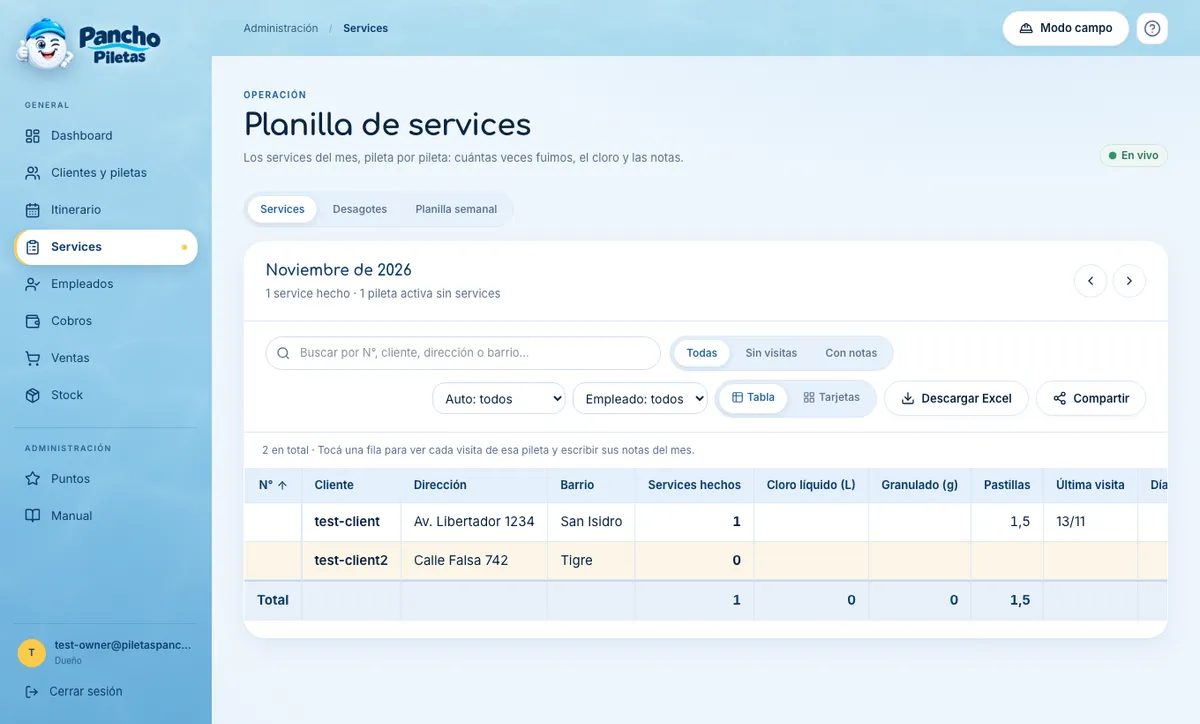 Pancho
Piletas
Administración / Services
Modo campo
GENERAL
Dashboard
Clientes y piletas
Itinerario
Services
Empleados
Cobros
Ventas
Stock
ADMINISTRACIÓN
Puntos
Manual
T
test-owner@piletaspanc...
Dueño
Cerrar sesión
OPERACIÓN
Planilla de services
Los services del mes, pileta por pileta: cuántas veces fuimos, el cloro y las notas.
En vivo
Services Desagotes Planilla semanal
Noviembre de 2026
1 service hecho · 1 pileta activa sin services
Buscar por N°, cliente, dirección o barrio...
Todas Sin visitas Con notas
Auto: todos Empleado: todos Tabla Tarjetas Descargar Excel Compartir
2 en total · Tocá una fila para ver cada visita de esa pileta y escribir sus notas del mes.
N° ↑ Cliente Dirección Barrio Services hechos Cloro líquido (L) Granulado (g) Pastillas Última visita Día
test-client Av. Libertador 1234 San Isidro 1 1,5 13/11
test-client2 Calle Falsa 742 Tigre 0
Total 1 0 0 1,5